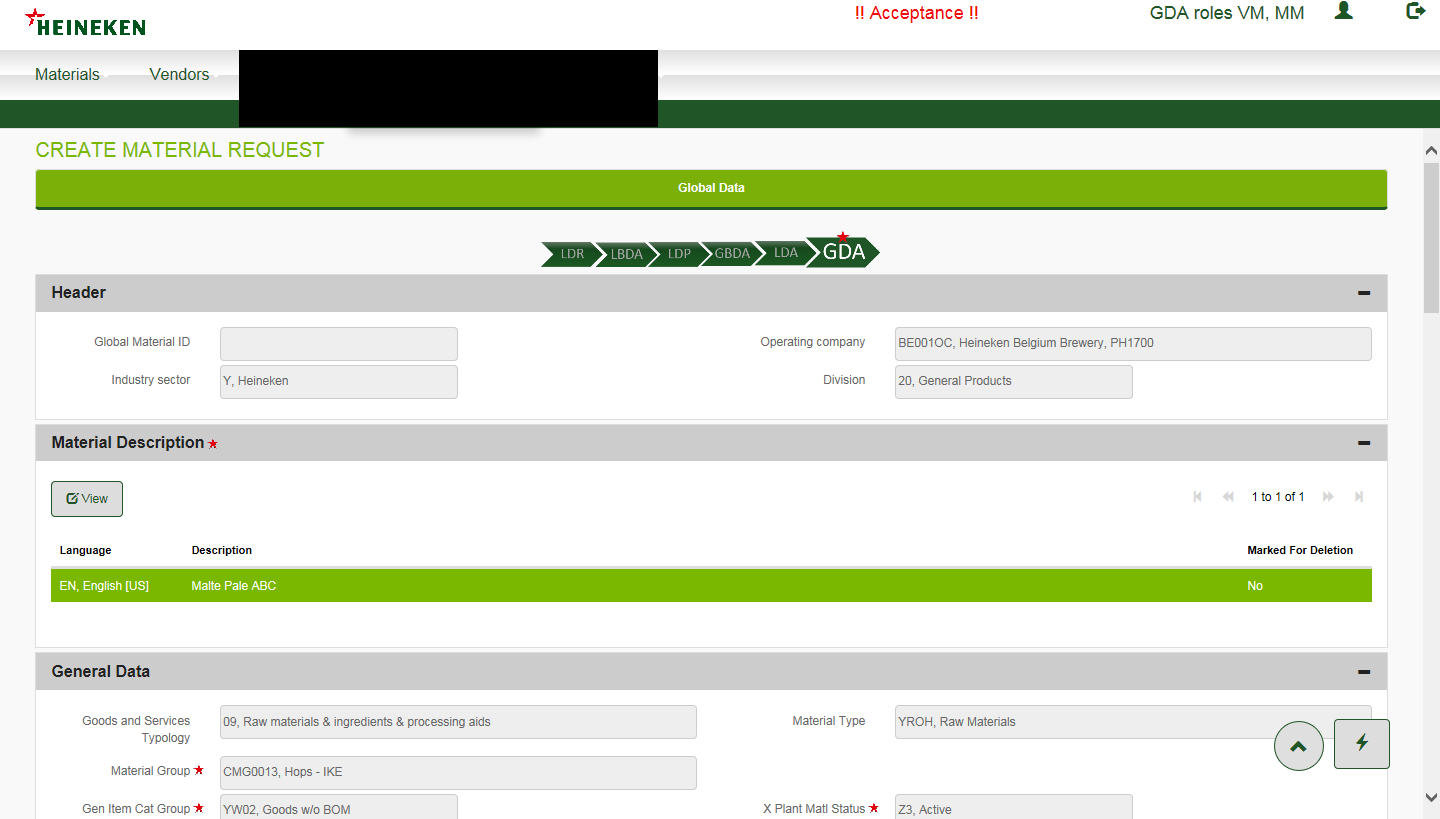 HEINEKEN
!! Acceptance !!
GDA roles VM, MM
Materials
Vendors
CREATE MATERIAL REQUEST
Global Data
LDR LBDA LDP GBDA LDA GDA
Header
Global Material ID
Operating company BE001OC, Heineken Belgium Brewery, PH1700
Industry sector Y, Heineken
Division 20, General Products
Material Description
View
1 to 1 of 1
Language Description Marked For Deletion
EN, English [US] Malte Pale ABC No
General Data
Goods and Services
Typology
09, Raw materials & ingredients & processing aids
Material Type YROH, Raw Materials
Material Group CMG0013, Hops - IKE
Gen Item Cat Group YW02, Goods w/o BOM
X Plant Matl Status Z3, Active